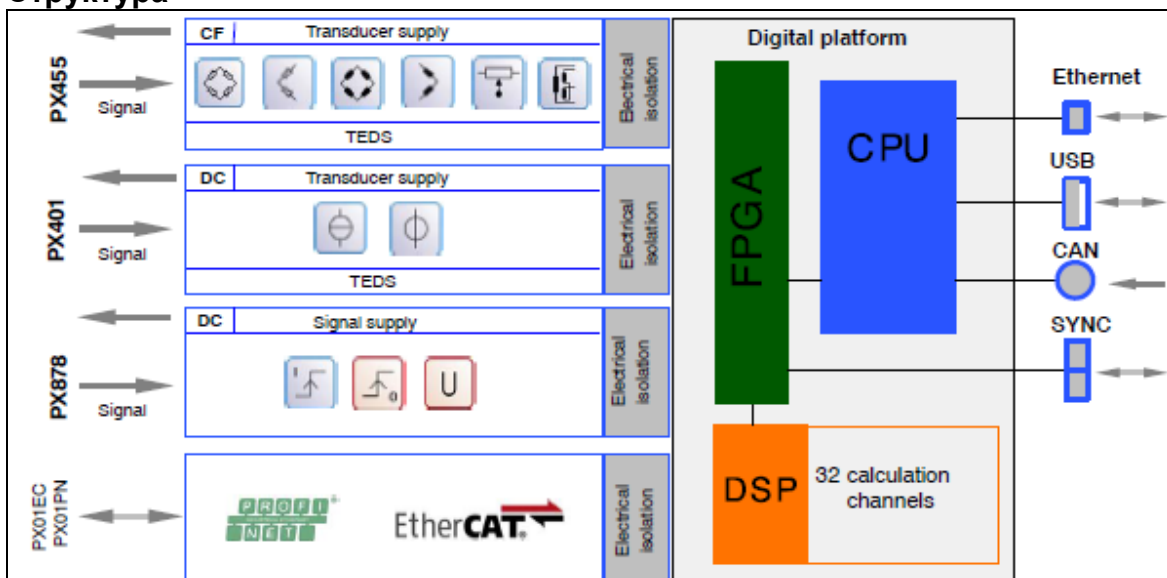 Структура
CF
Transducer supply
PX455
Signal
TEDS
Electrical
isolation
DC
Transducer supply
PX401
Signal
TEDS
Electrical
isolation
DC
Signal supply
PX878
Signal
I
0
U
Electrical
isolation
PX01EC
PX01PN
PROFI®
NET
EtherCAT®
Electrical
isolation
Digital platform
FPGA
CPU
DSP
32 calculation
channels
Ethernet
USB
CAN
SYNC